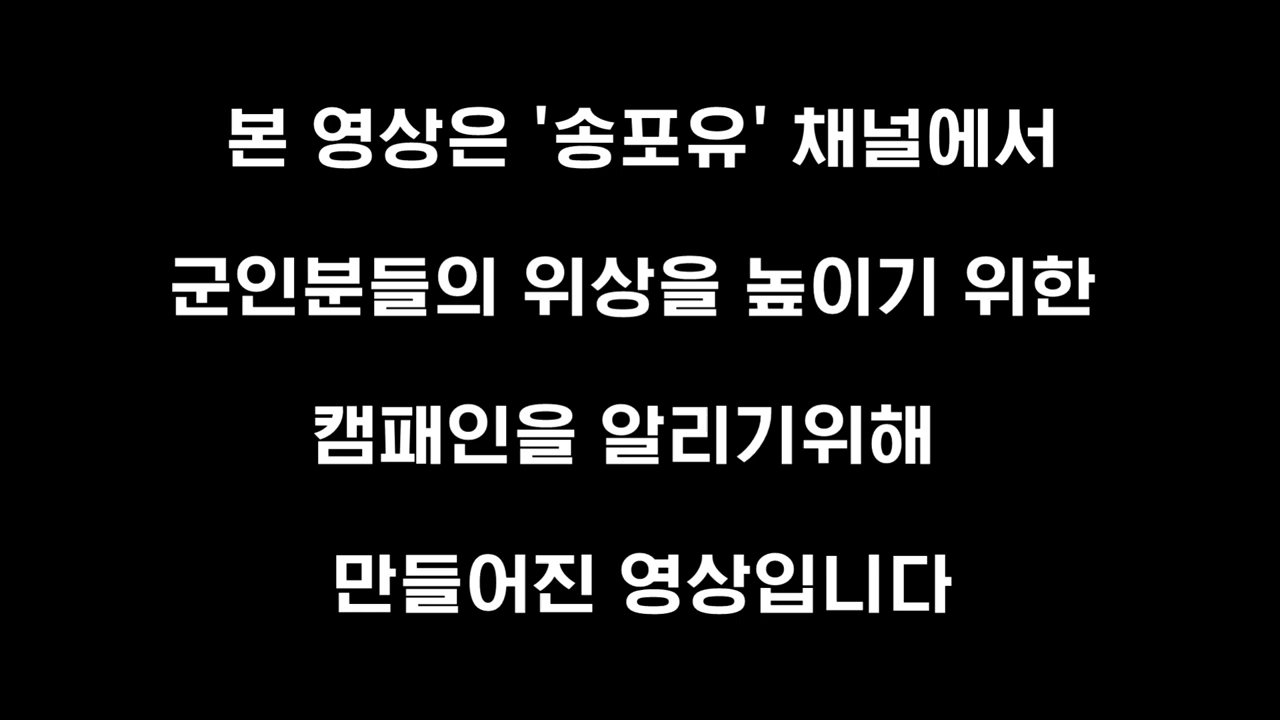 본 영상은 '송포유' 채널에서
군인분들의 위상을 높이기 위한
캠패인을 알리기위해
만들어진 영상입니다